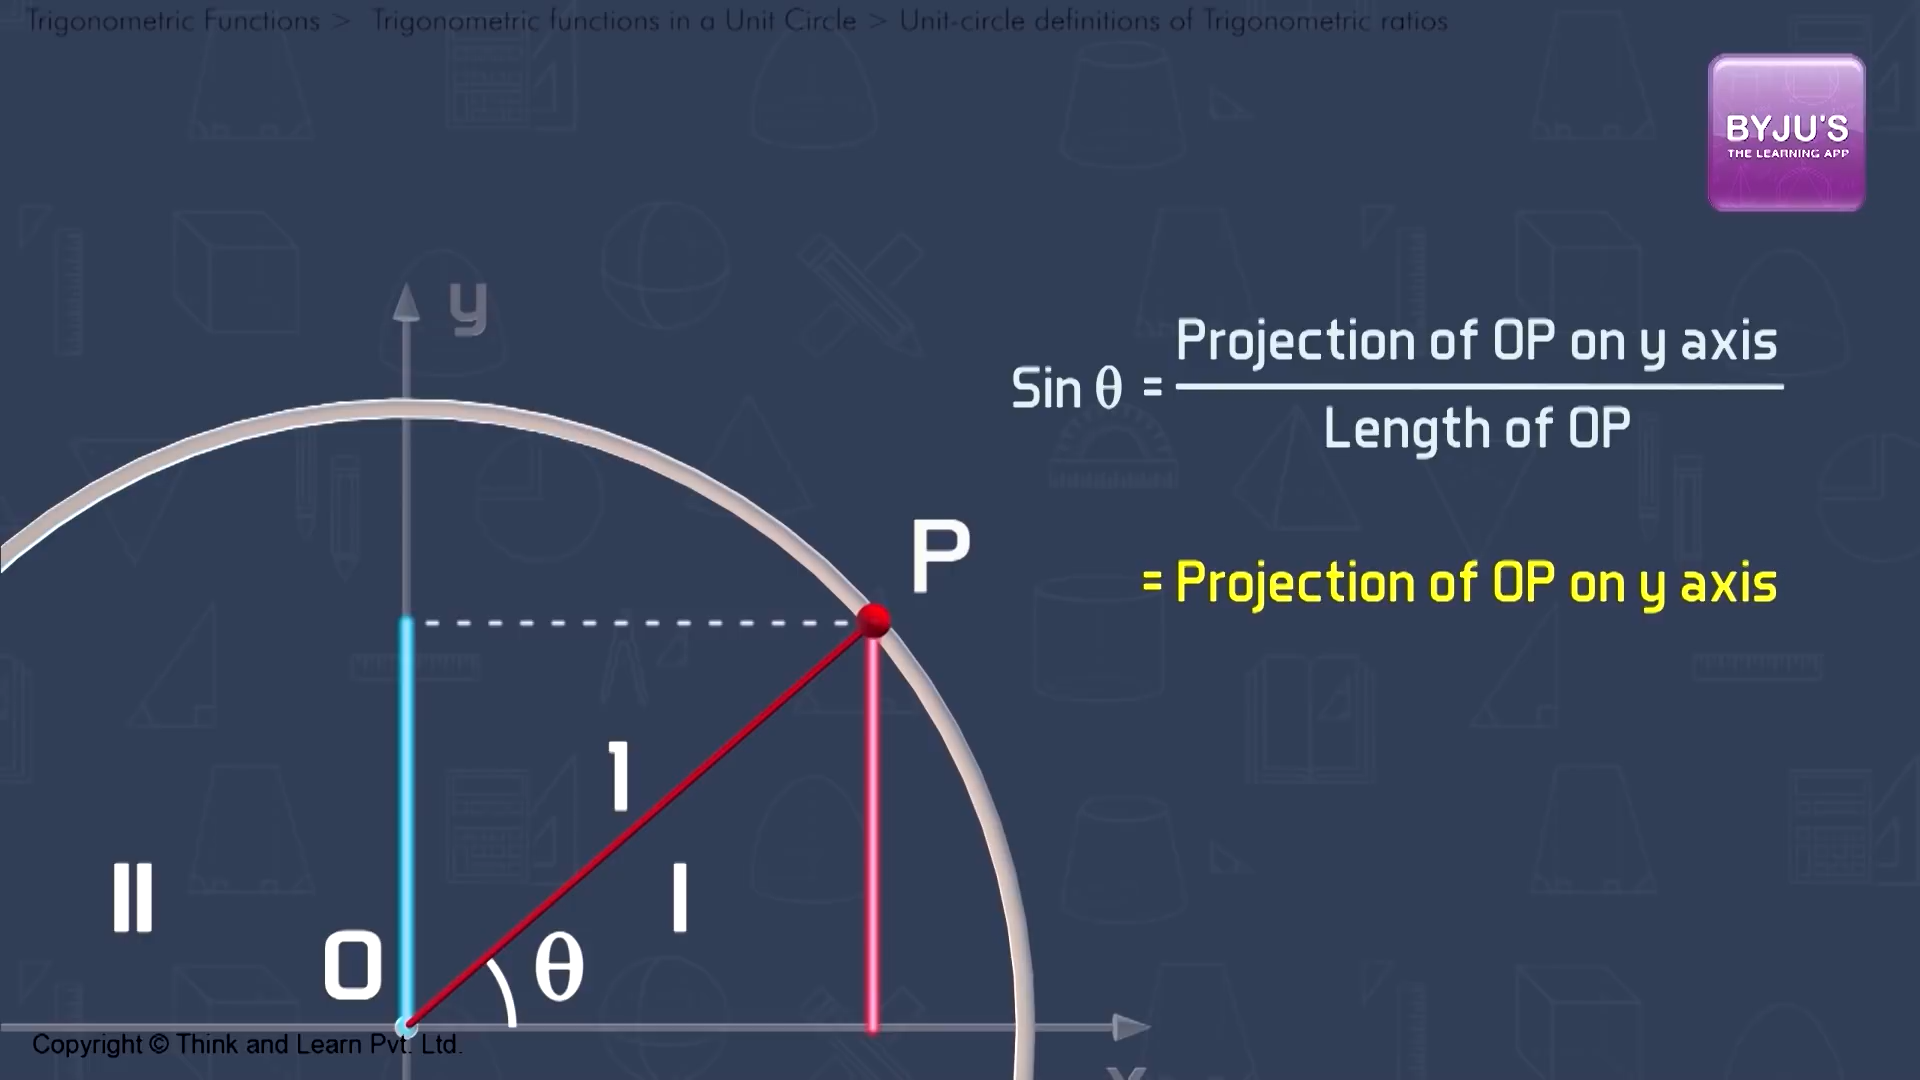 Trigonometric Functions > Trigonometric functions in a Unit Circle > Unit-circle definitions of Trigonometric ratios
BYJU'S
THE LEARNING APP
y
Projection of OP on y axis
Sin θ =
Length of OP
P
= Projection of OP on y axis
1
II
I
O
θ
Copyright © Think and Learn Pvt. Ltd.